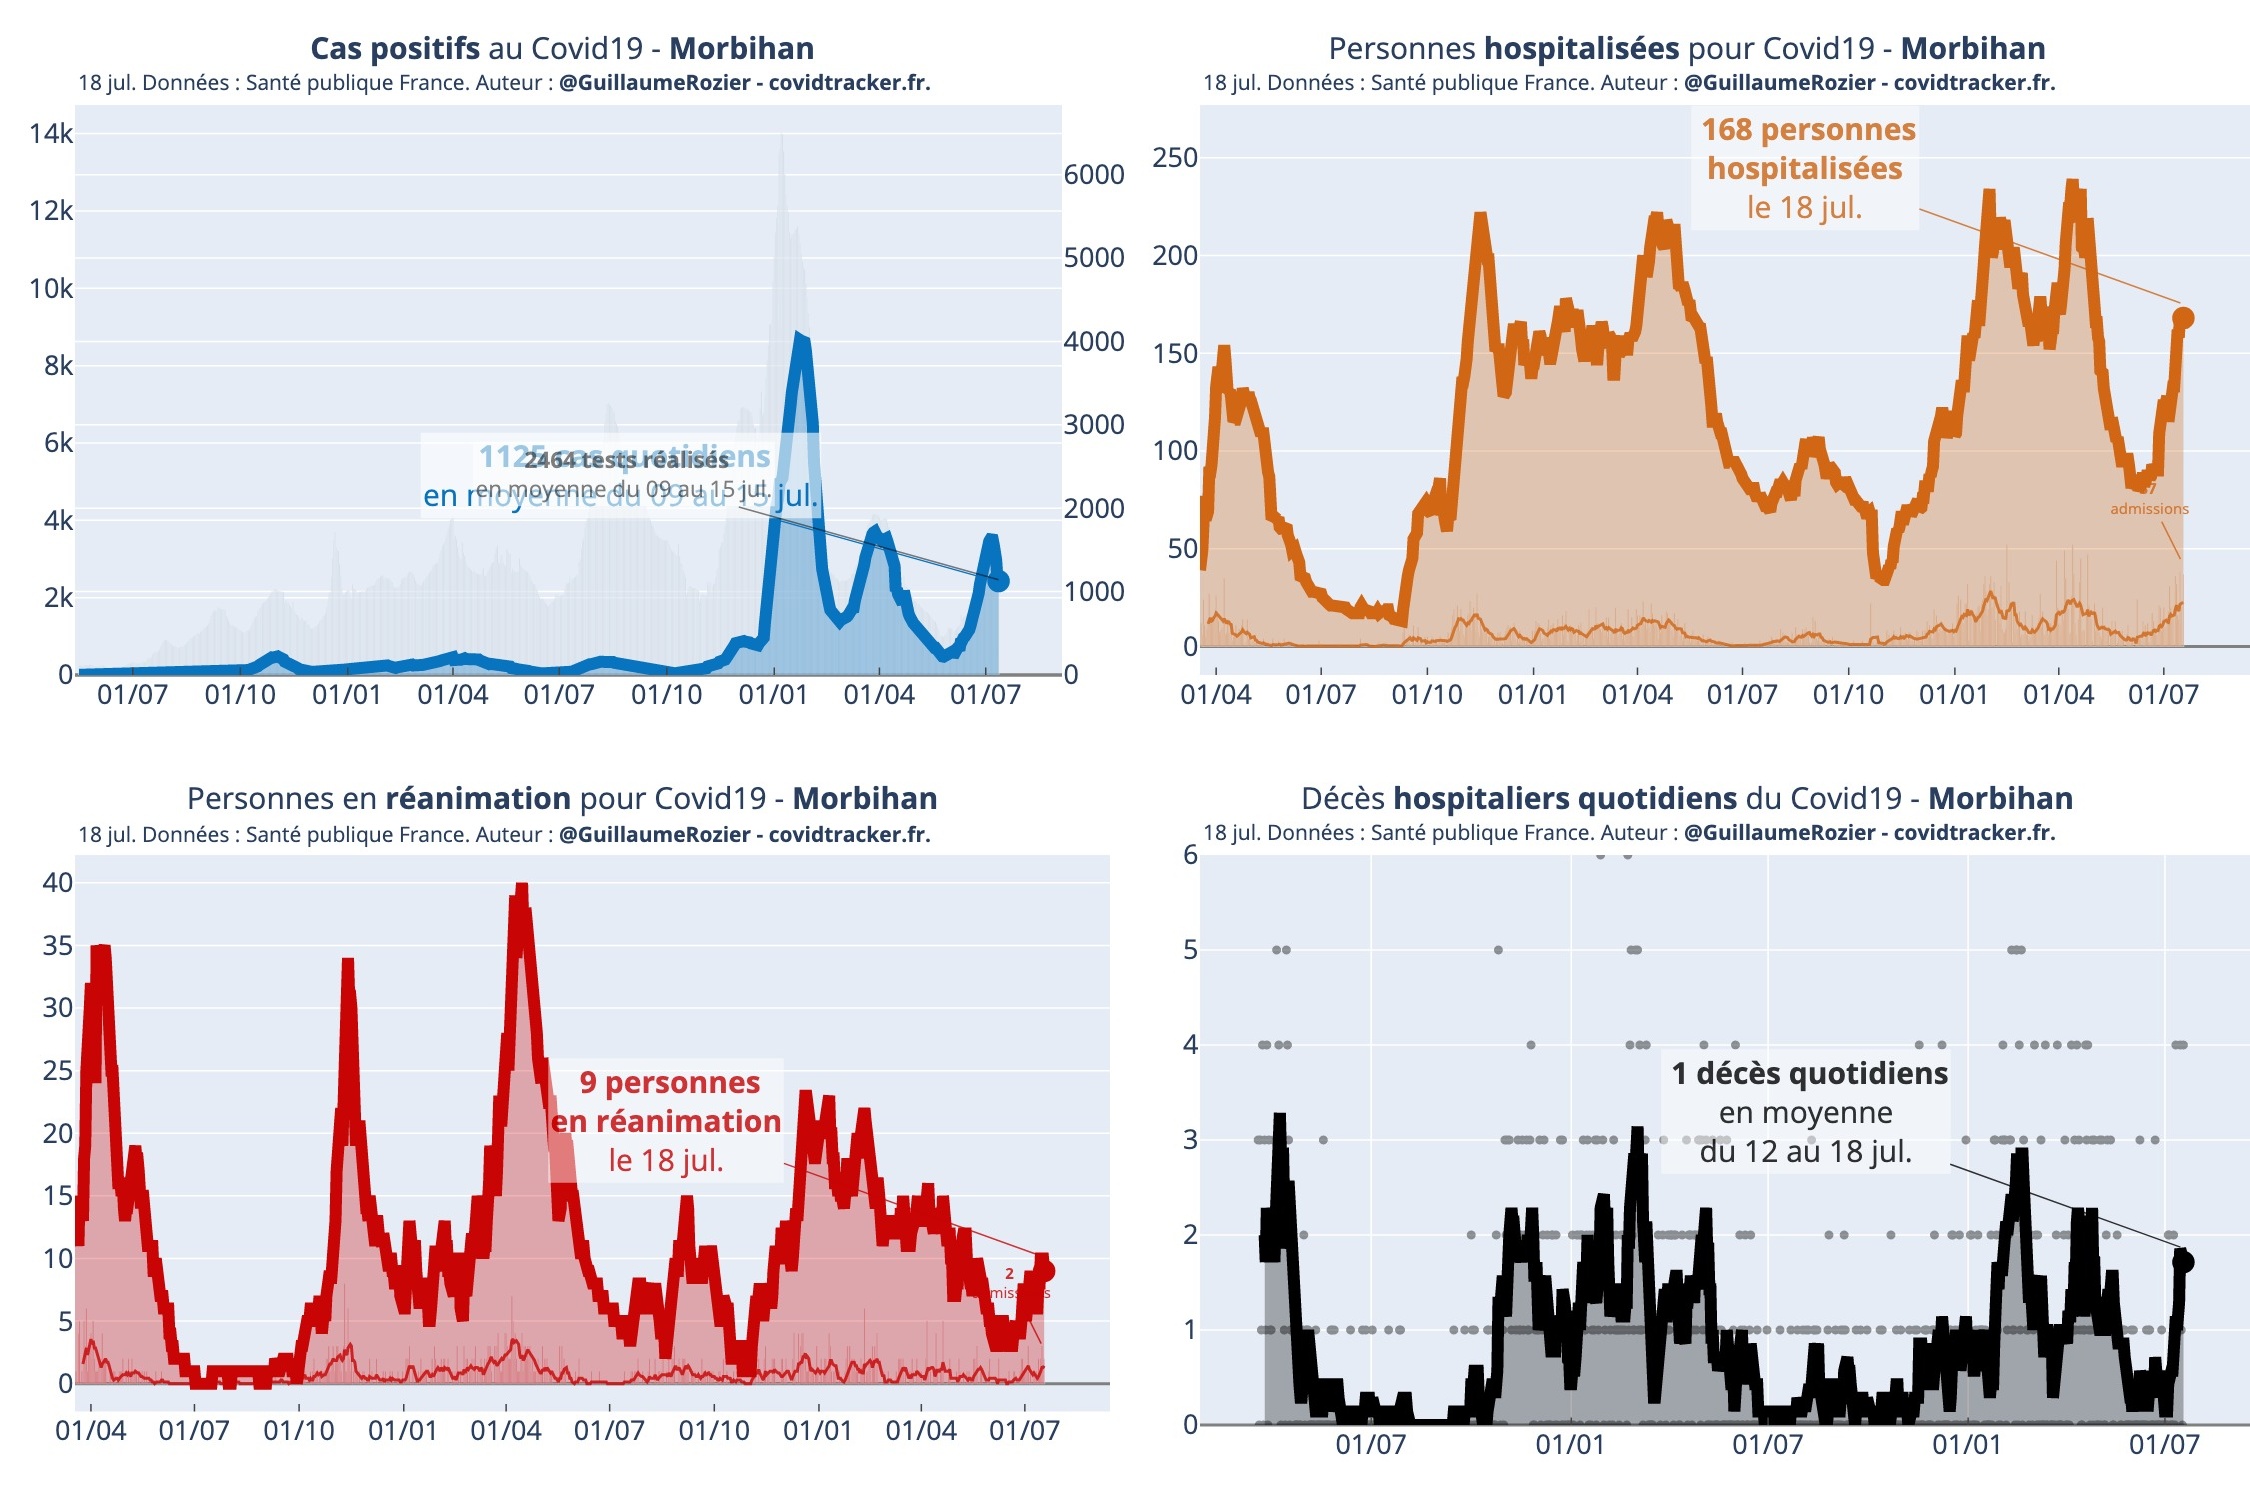 Cas positifs au Covid19 - Morbihan
18 jul. Données : Santé publique France. Auteur : @GuillaumeRozier - covidtracker.fr.
14k
12k
10k
8k
6k
4k
2k
0
6000
5000
4000
3000
2000
1000
0
1125 cas quotidiens
en moyenne du 09 au 15 jul.
2464 tests réalisés
en moyenne du 09 au 15 jul.
01/07 01/10 01/01 01/04 01/07 01/10 01/01 01/04 01/07
Personnes hospitalisées pour Covid19 - Morbihan
18 jul. Données : Santé publique France. Auteur : @GuillaumeRozier - covidtracker.fr.
250
200
150
100
50
0
168 personnes
hospitalisées
le 18 jul.
admissions
01/04 01/07 01/10 01/01 01/04 01/07 01/10 01/01 01/04 01/07
Personnes en réanimation pour Covid19 - Morbihan
18 jul. Données : Santé publique France. Auteur : @GuillaumeRozier - covidtracker.fr.
40
35
30
25
20
15
10
5
0
9 personnes
en réanimation
le 18 jul.
2
01/04 01/07 01/10 01/01 01/04 01/07 01/10 01/01 01/04 01/07
Décès hospitaliers quotidiens du Covid19 - Morbihan
18 jul. Données : Santé publique France. Auteur : @GuillaumeRozier - covidtracker.fr.
6
5
4
3
2
1
0
1 décès quotidiens
en moyenne
du 12 au 18 jul.
01/07 01/01 01/07 01/01 01/07